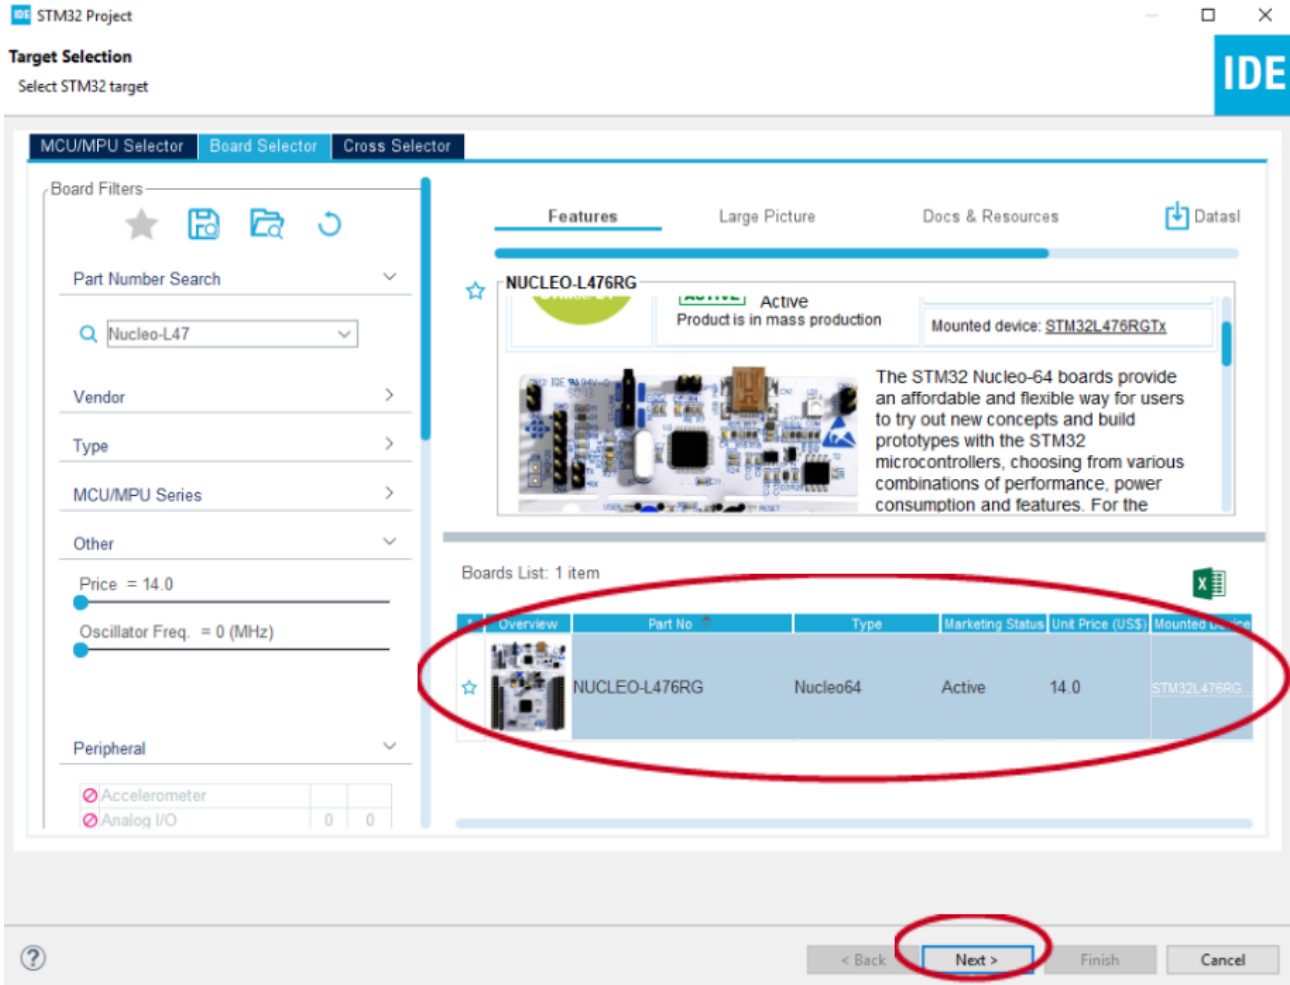 IDE STM32 Project
Target Selection
Select STM32 target
IDE
MCU/MPU Selector Board Selector Cross Selector
Board Filters
Features Large Picture Docs & Resources Datasl
Part Number Search
NUCLEO-L476RG
ACTIVE Active
Product is in mass production
Mounted device: STM32L476RGTx
Nucleo-L47
The STM32 Nucleo-64 boards provide
an affordable and flexible way for users
to try out new concepts and build
prototypes with the STM32
microcontrollers, choosing from various
combinations of performance, power
consumption and features. For the
Vendor
Type
MCU/MPU Series
Other
Price = 14.0
Oscillator Freq. = 0 (MHz)
Boards List: 1 item
* Overview Part No Type Marketing Status Unit Price (US$) Mounted Device
NUCLEO-L476RG Nucleo64 Active 14.0 STM32L476RG...
Peripheral
Accelerometer
Analog I/O 0 0
? < Back Next > Finish Cancel